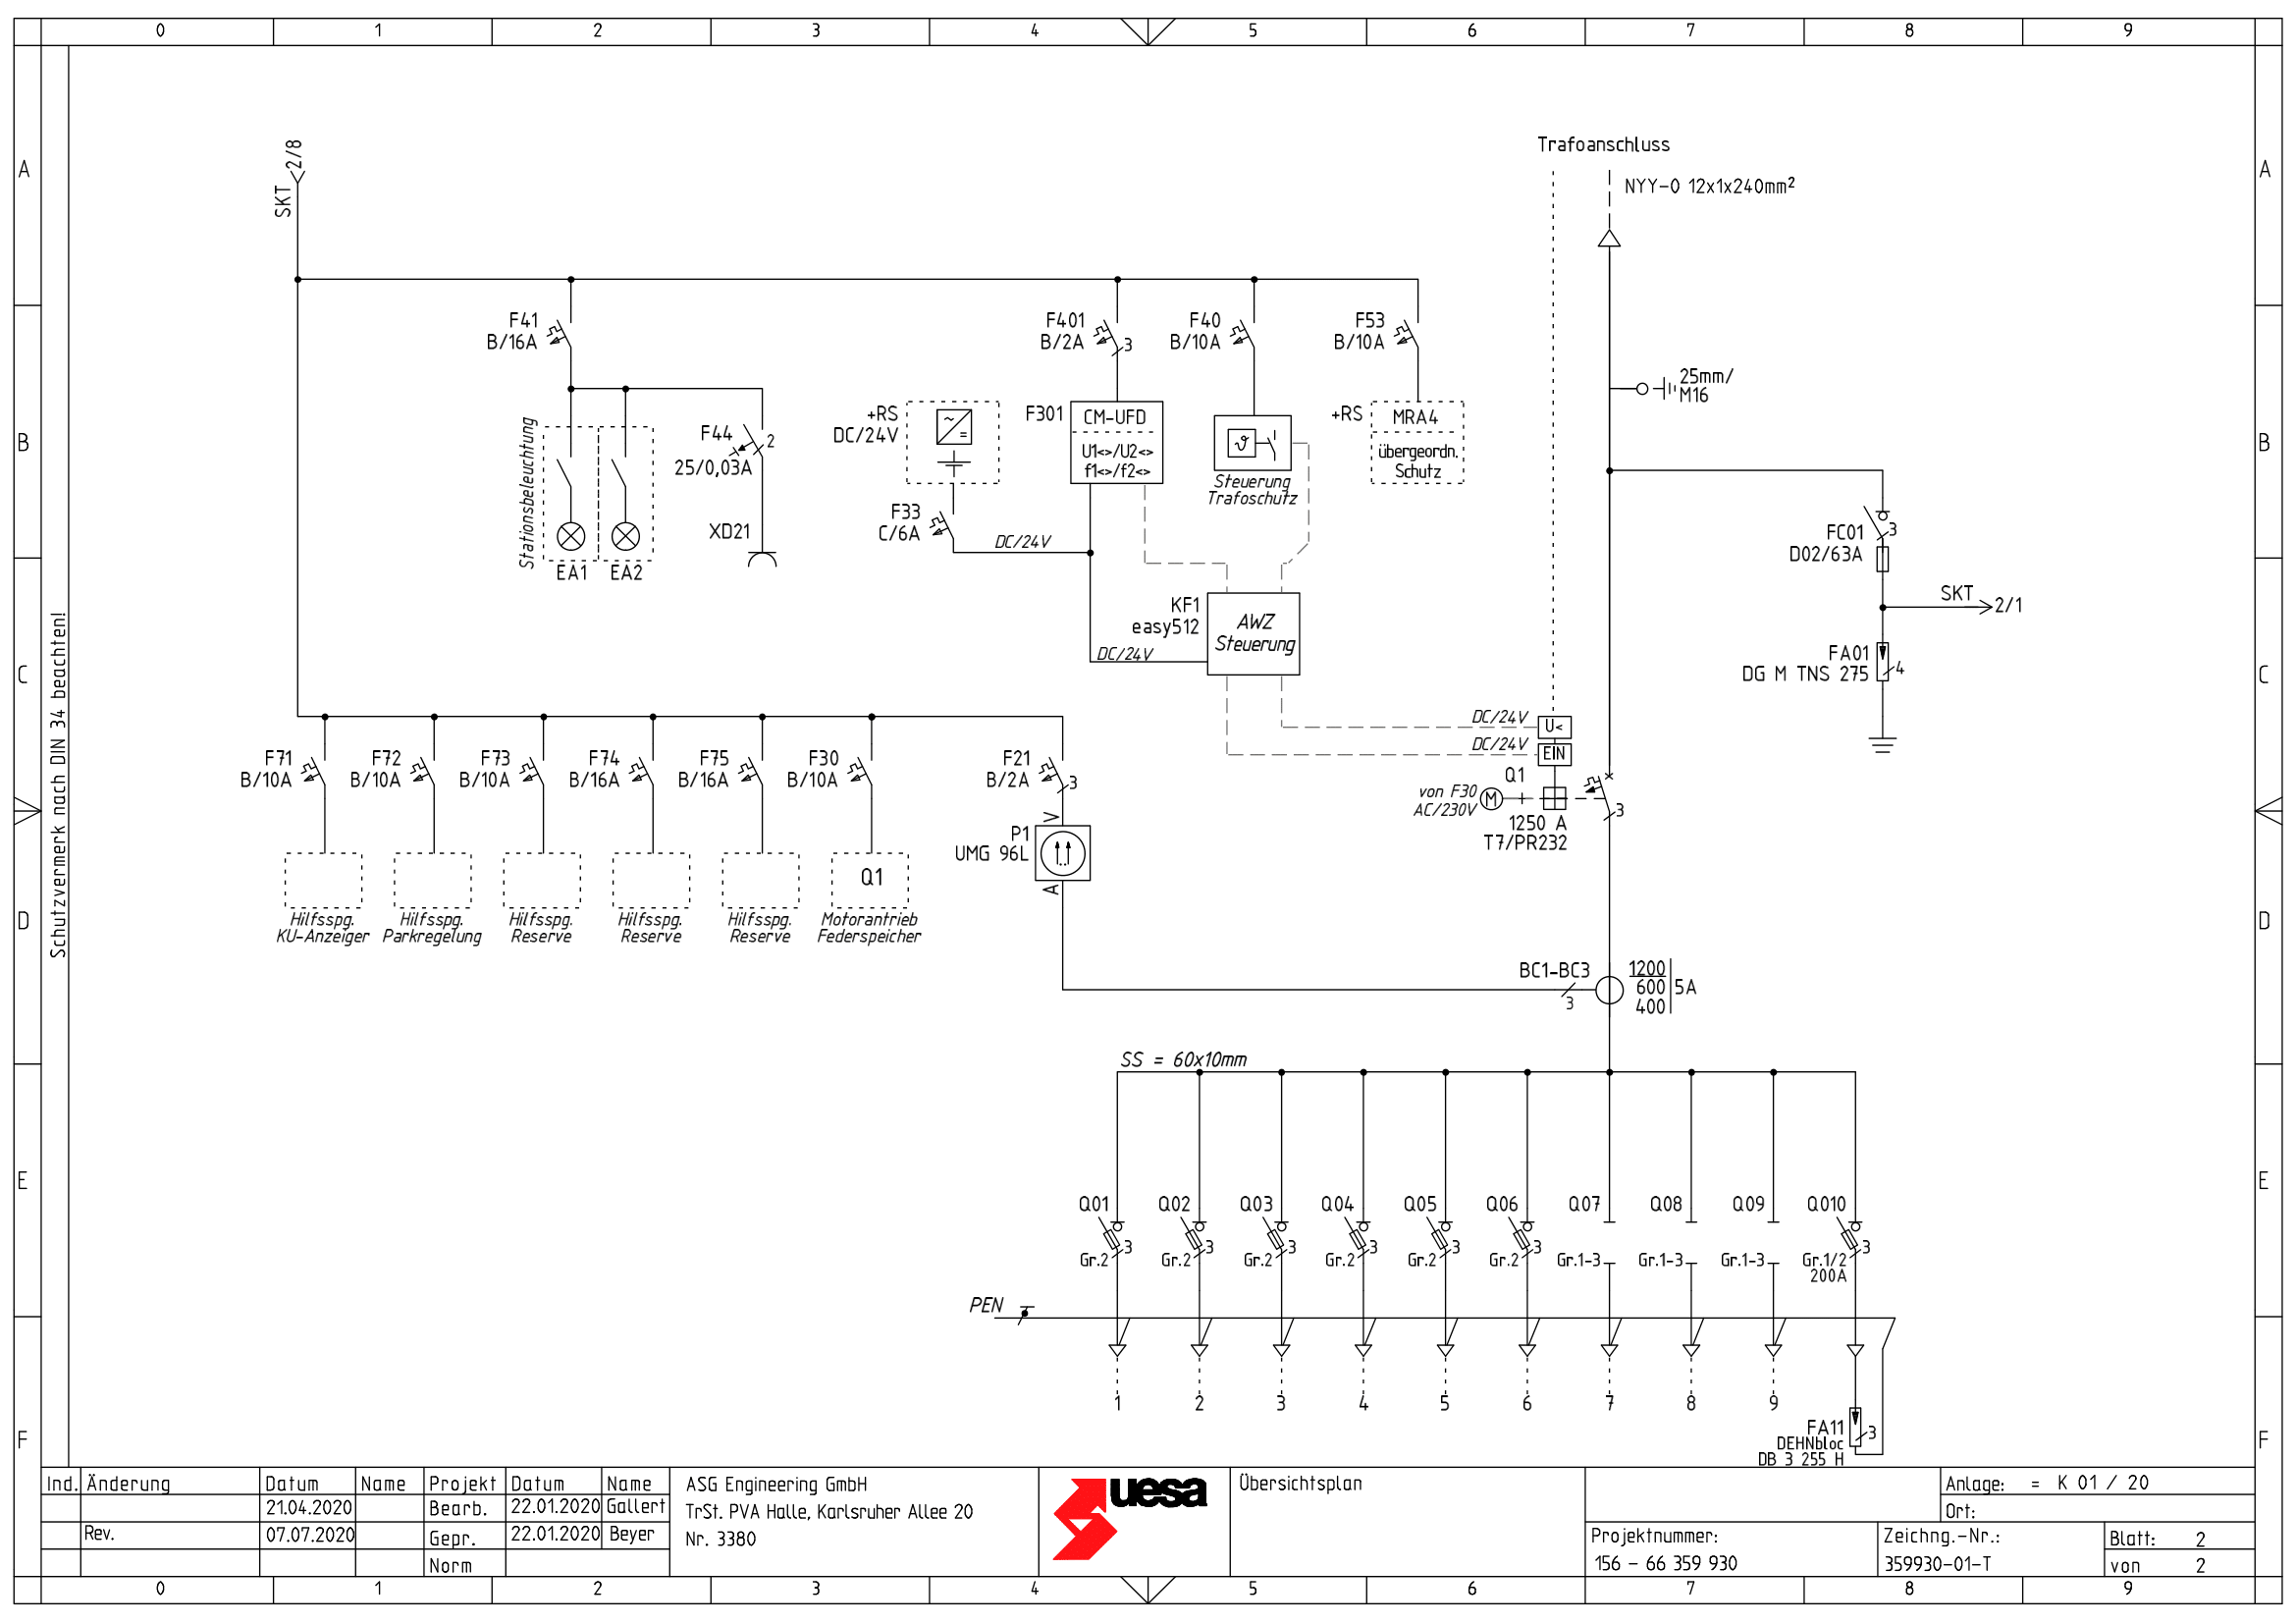 0 1 2 3 4 5 6 7 8 9
A
B
C
D
E
F
A
B
C
D
E
F
Schutzvermerk nach DIN 34 beachten!
SKT 2/8
Trafoanschluss
NYY-0 12x1x240mm²
F41
B/16A
F401
B/2A
3
F40
B/10A
F53
B/10A
25mm/
M16
Stationsbeleuchtung
EA1
EA2
F44
25/0,03A
2
XD21
+RS
DC/24V
~
=
F33
C/6A
DC/24V
F301
CM-UFD
U1<>/U2<>
f1<>/f2<>
ϑ
Steuerung
Trafoschutz
+RS
MRA4
übergeordn.
Schutz
FC01
D02/63A
3
SKT 2/1
FA01
DG M TNS 275
4
KF1
easy512
AWZ
Steuerung
DC/24V
DC/24V
U<
DC/24V
EIN
Q1
von F30
AC/230V
M
1250 A
T7/PR232
3
F71
B/10A
F72
B/10A
F73
B/10A
F74
B/16A
F75
B/16A
F30
B/10A
F21
B/2A
3
Hilfsspg.
KU-Anzeiger
Hilfsspg.
Parkregelung
Hilfsspg.
Reserve
Hilfsspg.
Reserve
Hilfsspg.
Reserve
Q1
Motorantrieb
Federspeicher
V
P1
UMG 96L
A
BC1-BC3
3
1200
600
400
5A
SS = 60x10mm
Q01
Gr.2
3
Q02
Gr.2
3
Q03
Gr.2
3
Q04
Gr.2
3
Q05
Gr.2
3
Q06
Gr.2
3
Q07
Gr.1-3
Q08
Gr.1-3
Q09
Gr.1-3
Q010
Gr.1/2
200A
3
PEN
1 2 3 4 5 6 7 8 9
FA11
DEHNbloc
DB 3 255 H
3
Ind. Änderung Datum Name Projekt Datum Name
21.04.2020 Bearb. 22.01.2020 Gallert
Rev. 07.07.2020 Gepr. 22.01.2020 Beyer
Norm
ASG Engineering GmbH
TrSt. PVA Halle, Karlsruher Allee 20
Nr. 3380
uesa
Übersichtsplan
Anlage: = K 01 / 20
Ort:
Projektnummer:
156 - 66 359 930
Zeichng.-Nr.:
359930-01-T
Blatt: 2
von 2
0 1 2 3 4 5 6 7 8 9